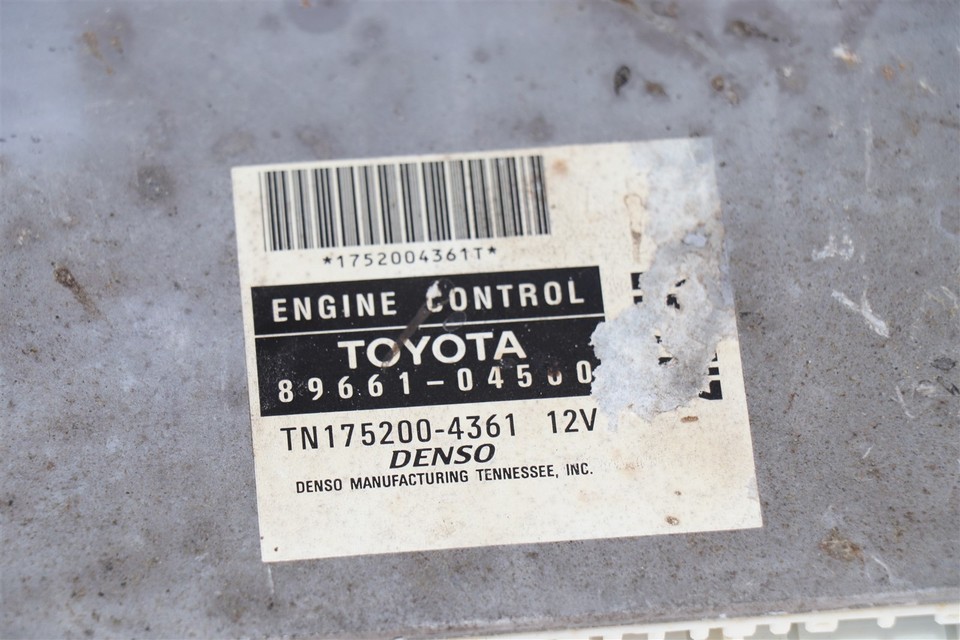 *1752004361T*
ENGINE CONTROL
TOYOTA
89661-04500
TN175200-4361 12V
DENSO
DENSO MANUFACTURING TENNESSEE, INC.